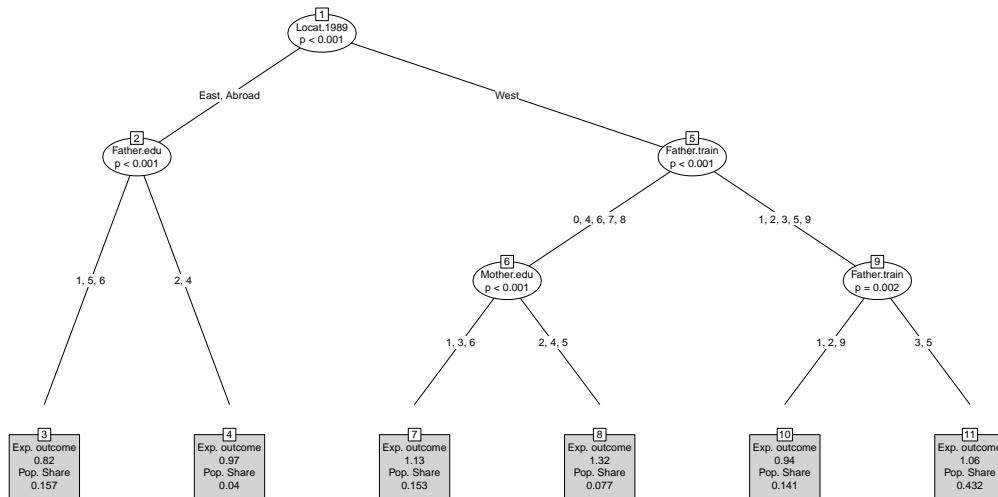 1
Locat.1989
p < 0.001
East, Abroad
West
2
Father.edu
p < 0.001
5
Father.train
p < 0.001
0, 4, 6, 7, 8
1, 2, 3, 5, 9
6
Mother.edu
p < 0.001
9
Father.train
p = 0.002
1, 5, 6
2, 4
1, 3, 6
2, 4, 5
1, 2, 9
3, 5
3
Exp. outcome
0.82
Pop. Share
0.157
4
Exp. outcome
0.97
Pop. Share
0.04
7
Exp. outcome
1.13
Pop. Share
0.153
8
Exp. outcome
1.32
Pop. Share
0.077
10
Exp. outcome
0.94
Pop. Share
0.141
11
Exp. outcome
1.06
Pop. Share
0.432